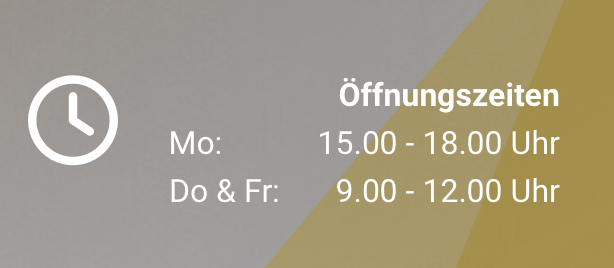 Öffnungszeiten
Mo: 15.00 - 18.00 Uhr
Do & Fr: 9.00 - 12.00 Uhr